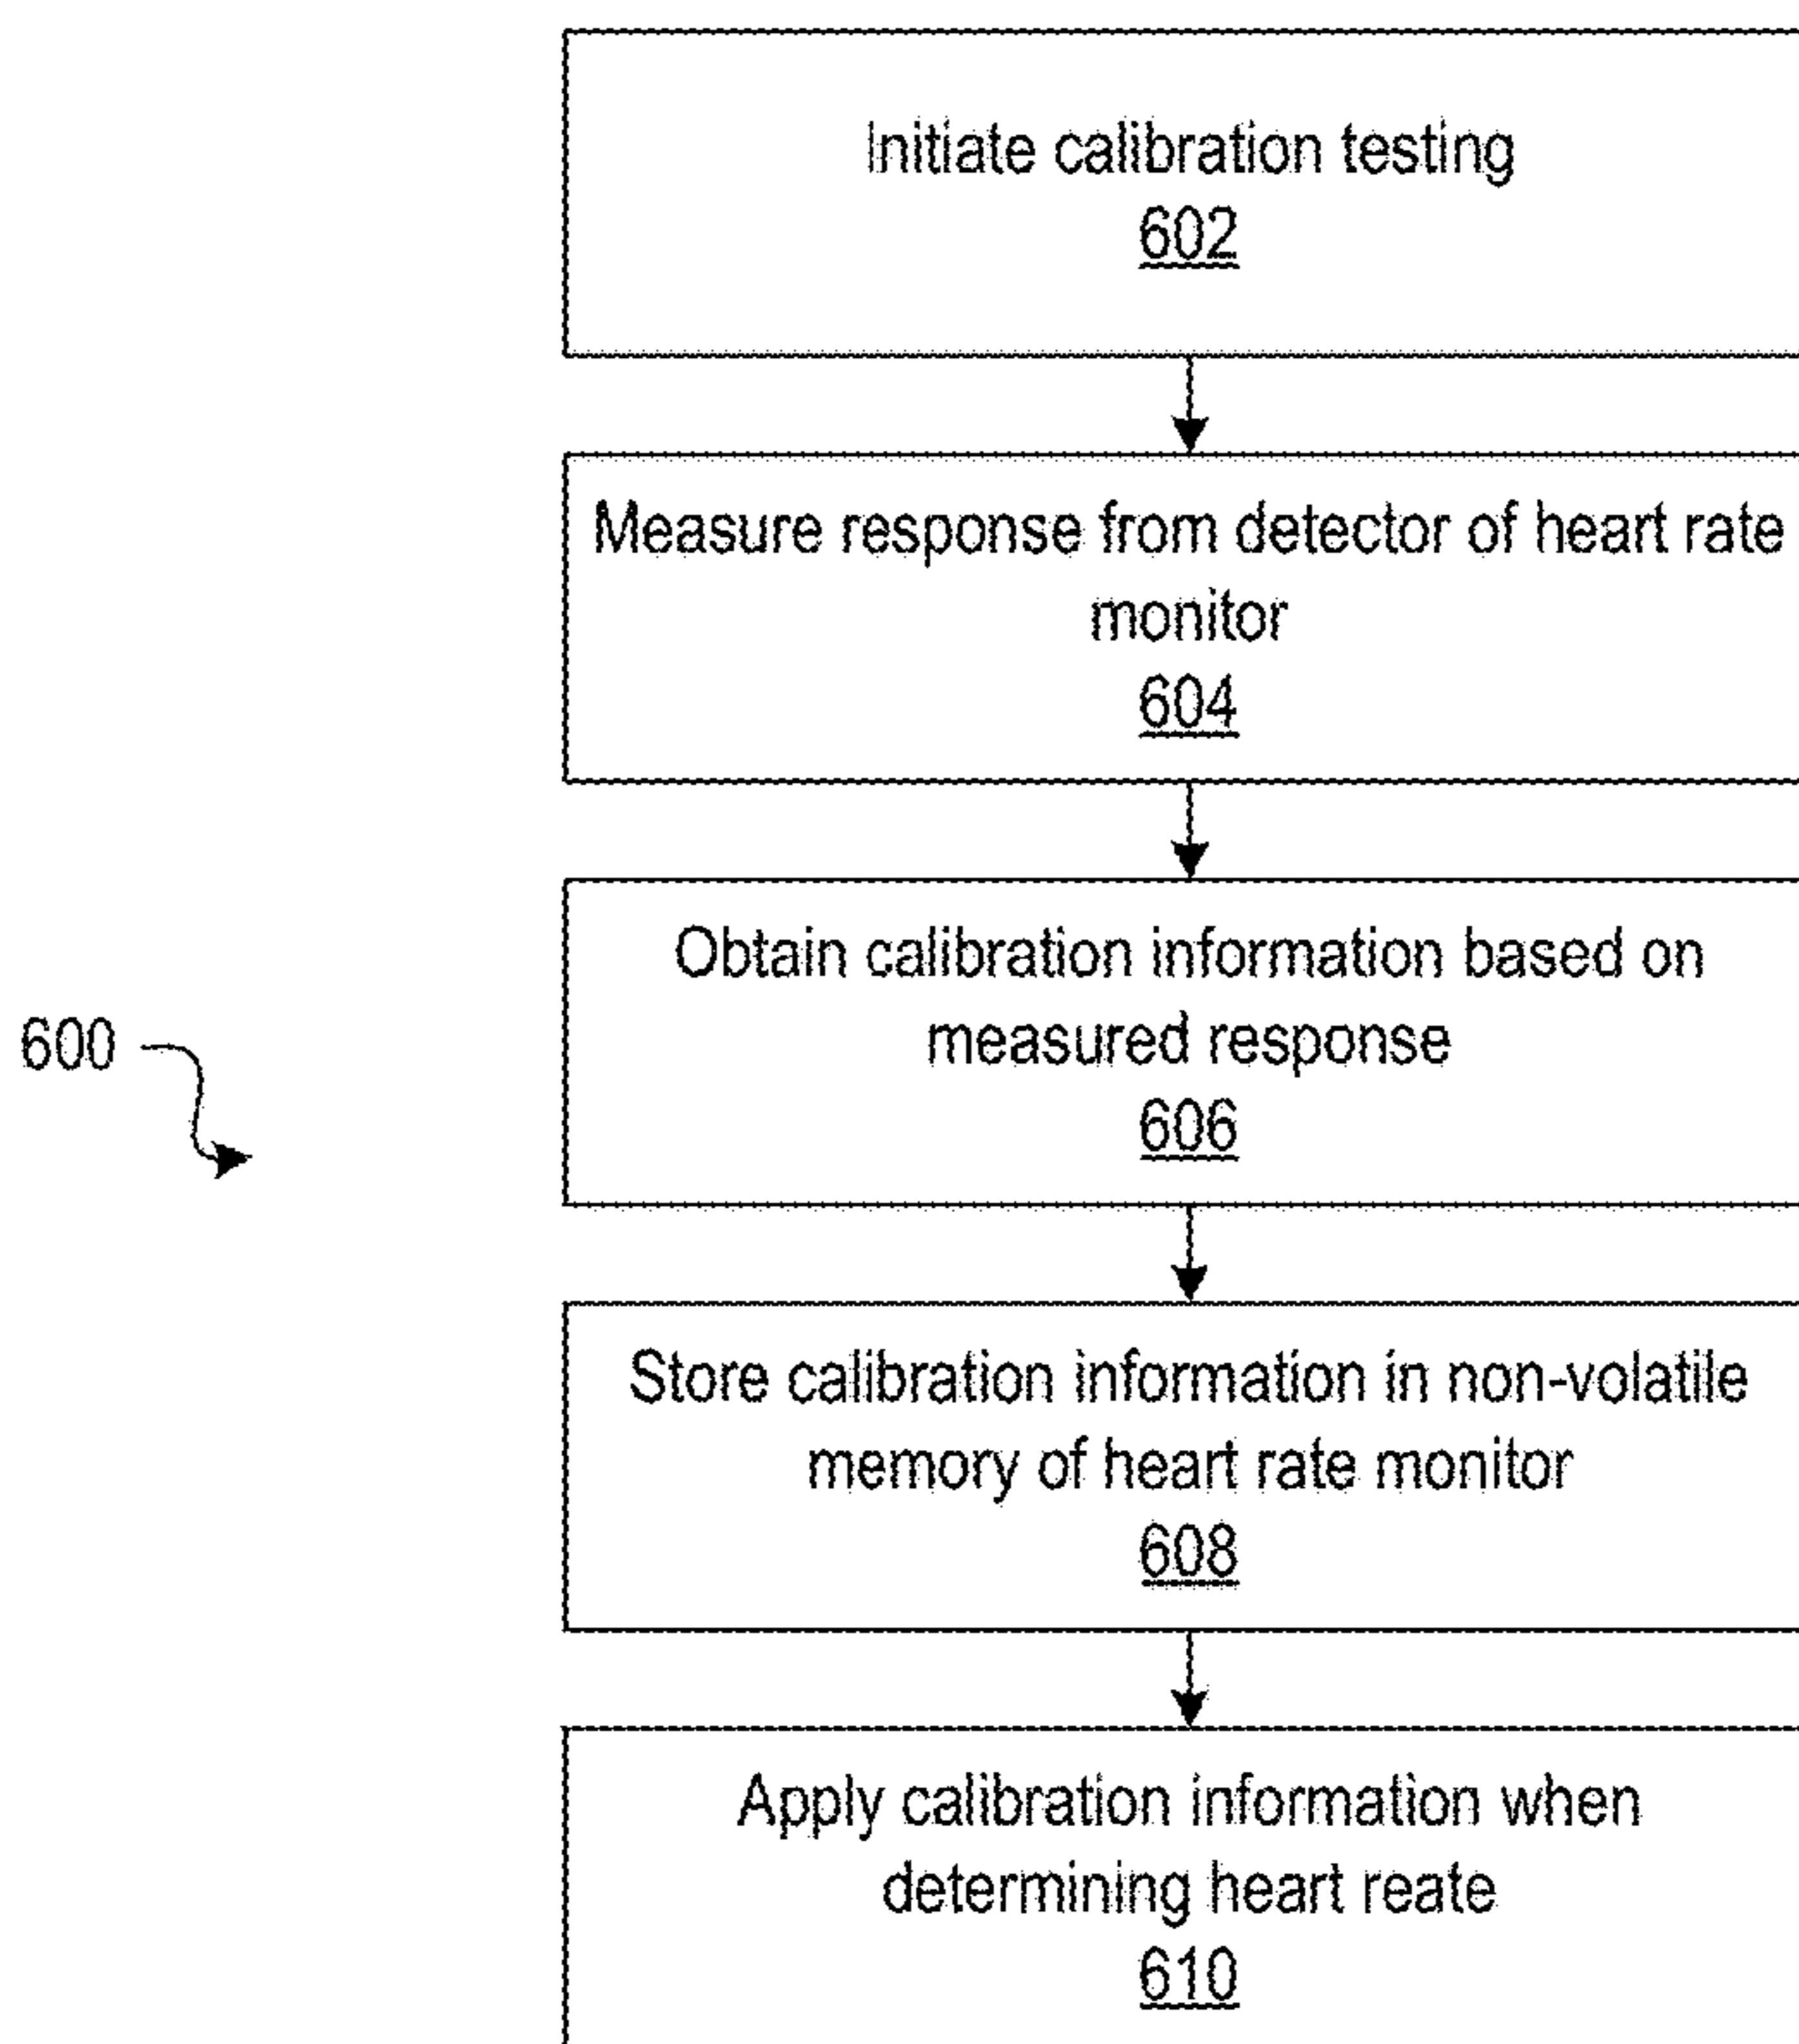 Initiate calibration testing
602
Measure response from detector of heart rate
monitor
604
Obtain calibration information based on
measured response
606
600
Store calibration information in non-volatile
memory of heart rate monitor
608
Apply calibration information when
determining heart reate
610